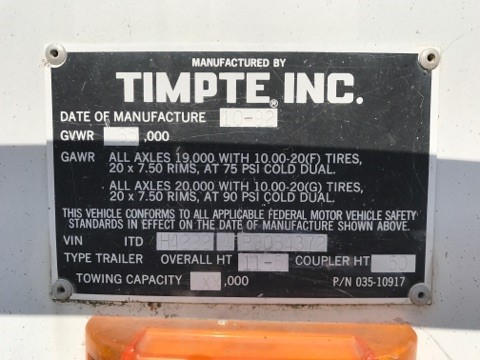 MANUFACTURED BY
TIMPTE® INC.
DATE OF MANUFACTURE 10-92
GVWR ,000
GAWR ALL AXLES 19,000 WITH 10.00-20(F) TIRES,
20 x 7.50 RIMS, AT 75 PSI COLD DUAL.
ALL AXLES 20,000 WITH 10.00-20(G) TIRES,
20 x 7.50 RIMS, AT 90 PSI COLD DUAL.
THIS VEHICLE CONFORMS TO ALL APPLICABLE FEDERAL MOTOR VEHICLE SAFETY
STANDARDS IN EFFECT ON THE DATE OF MANUFACTURE SHOWN ABOVE.
VIN ITD
TYPE TRAILER OVERALL HT COUPLER HT
TOWING CAPACITY XX ,000 P/N 035-10917